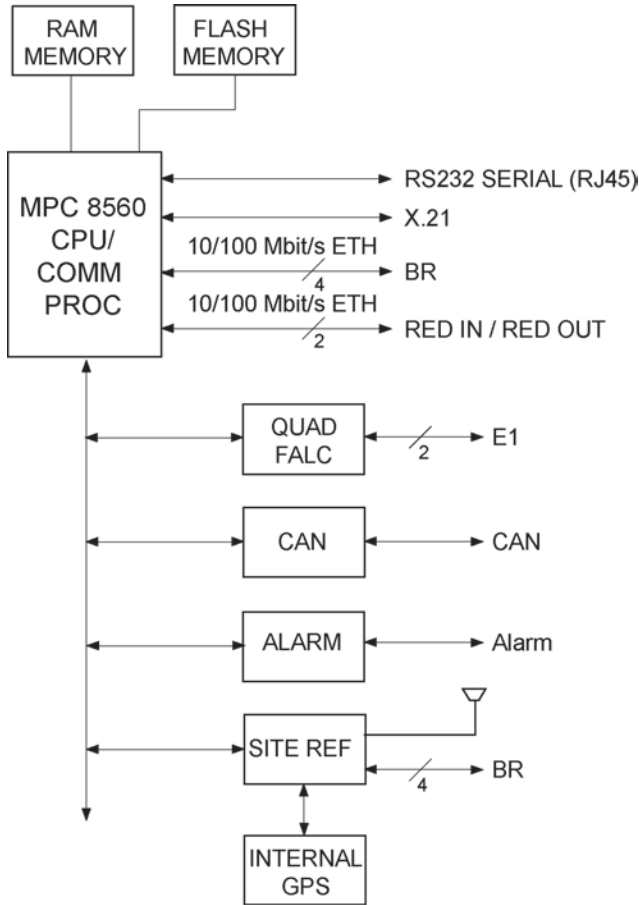 RAM
MEMORY
FLASH
MEMORY
MPC 8560
CPU/
COMM
PROC
RS232 SERIAL (RJ45)
X.21
10/100 Mbit/s ETH
4
BR
10/100 Mbit/s ETH
2
RED IN / RED OUT
QUAD
FALC
2
E1
CAN
CAN
ALARM
Alarm
SITE REF
4
BR
INTERNAL
GPS